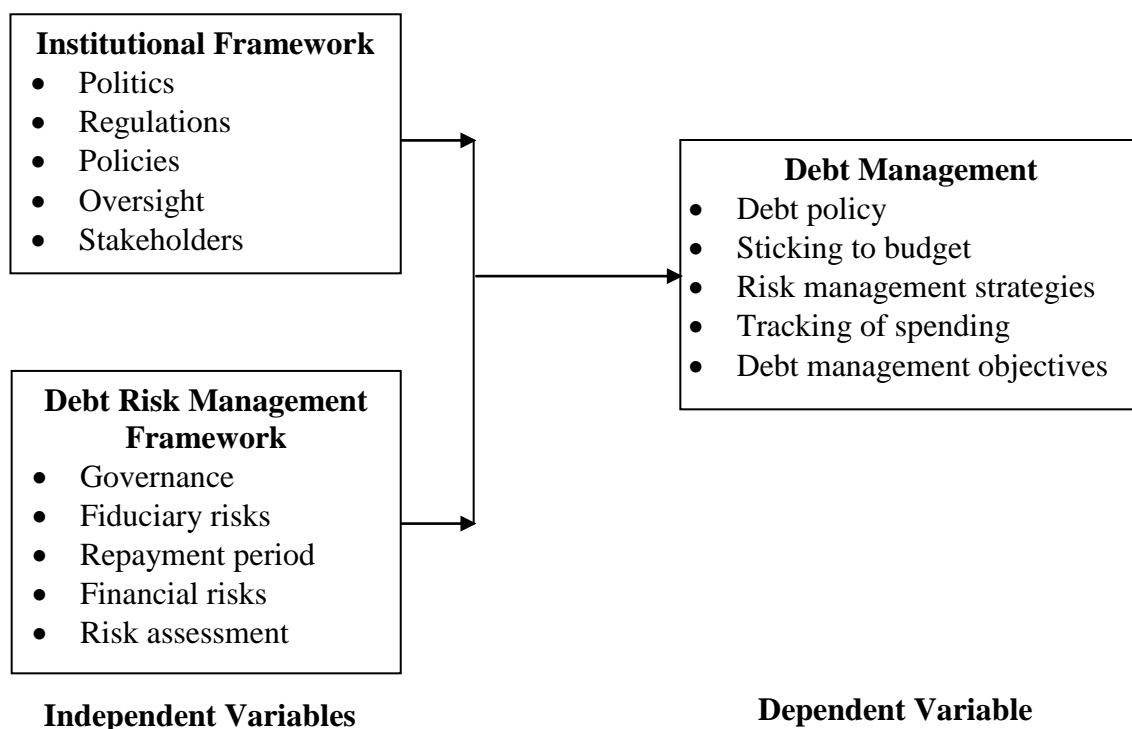 Institutional Framework
• Politics
• Regulations
• Policies
• Oversight
• Stakeholders
Debt Management
• Debt policy
• Sticking to budget
• Risk management strategies
• Tracking of spending
• Debt management objectives
Debt Risk Management
Framework
• Governance
• Fiduciary risks
• Repayment period
• Financial risks
• Risk assessment
Independent Variables
Dependent Variable